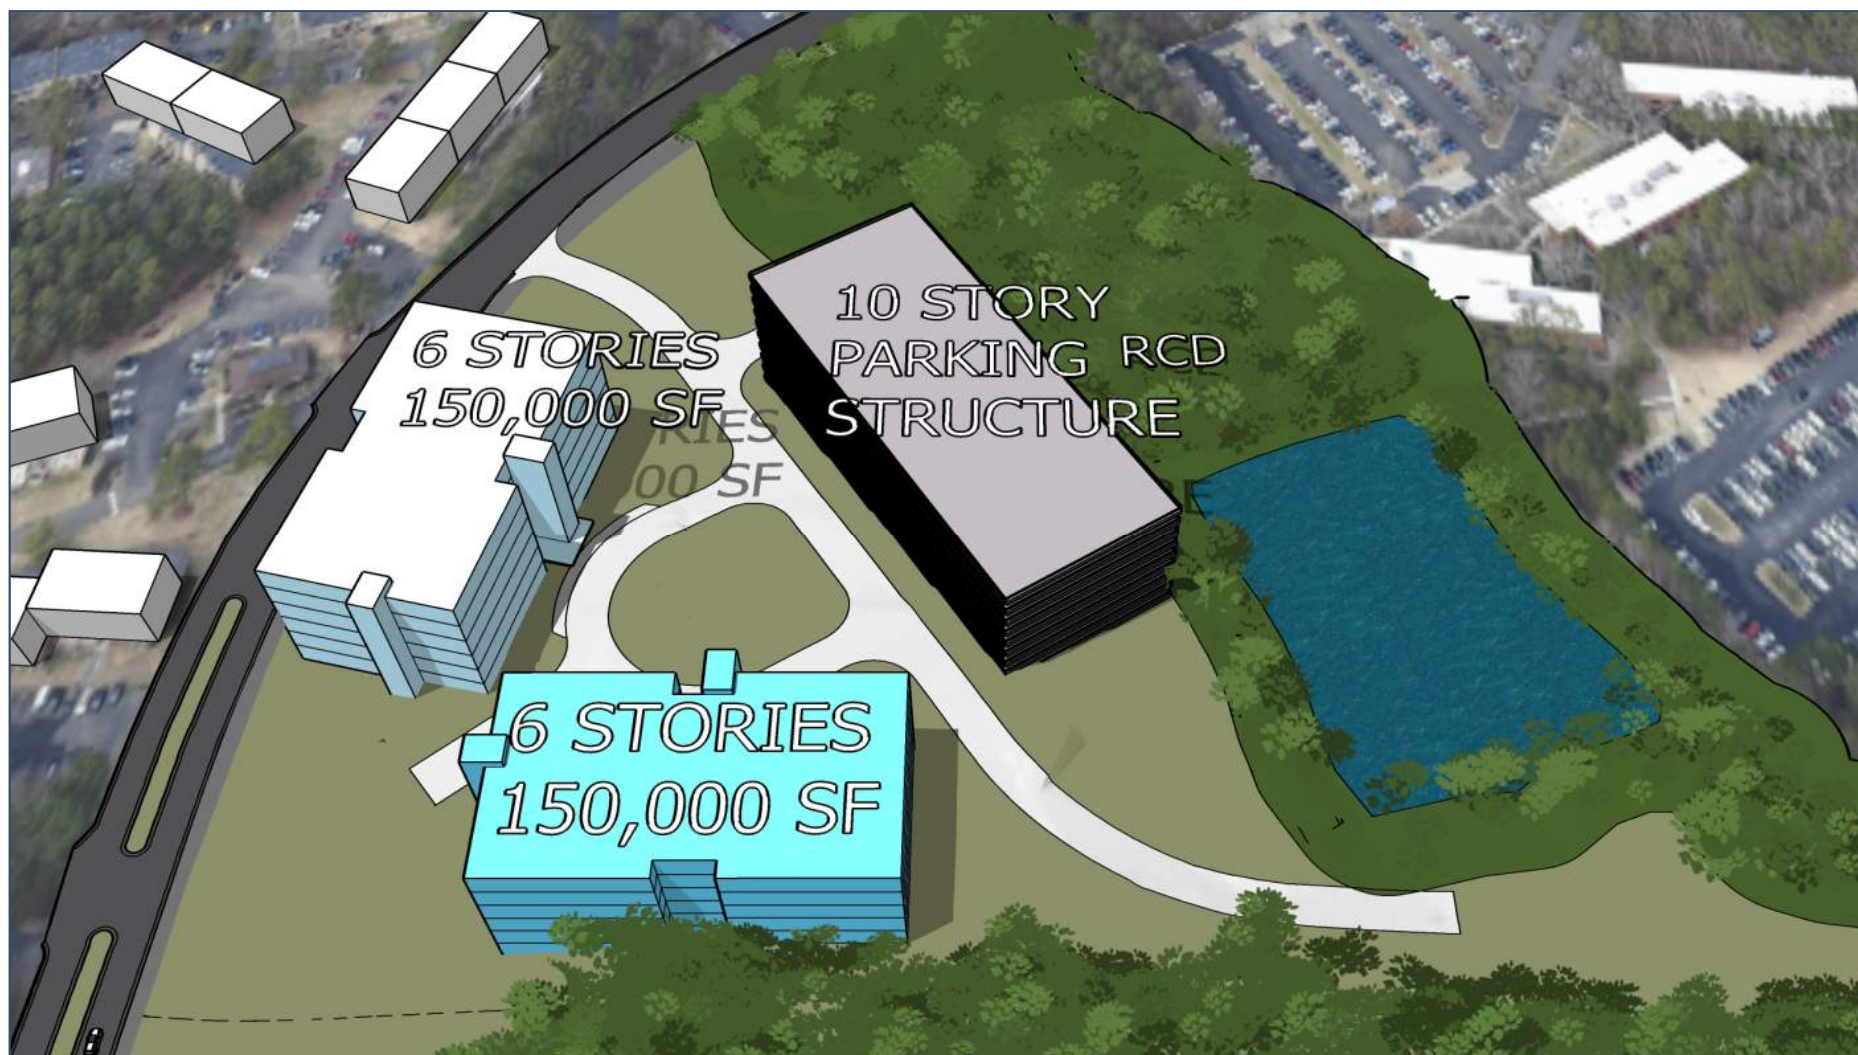 6 STORIES
150,000 SF
10 STORY
PARKING
STRUCTURE
RCD
6 STORIES
150,000 SF